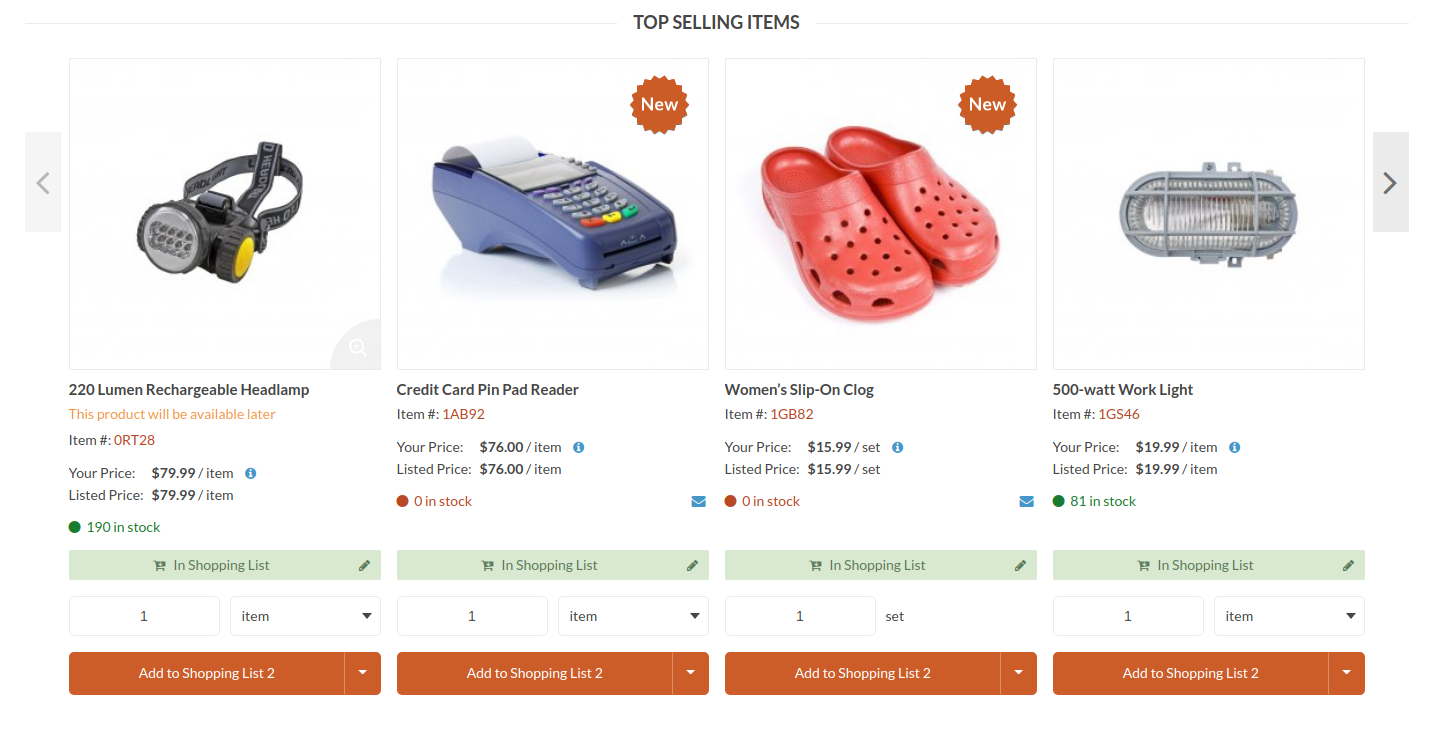 TOP SELLING ITEMS
New
New
220 Lumen Rechargeable Headlamp
This product will be available later
Item #: 0RT28
Your Price: $79.99 / item
Listed Price: $79.99 / item
190 in stock
In Shopping List
1 item
Add to Shopping List 2
Credit Card Pin Pad Reader
Item #: 1AB92
Your Price: $76.00 / item
Listed Price: $76.00 / item
0 in stock
In Shopping List
1 item
Add to Shopping List 2
Women’s Slip-On Clog
Item #: 1GB82
Your Price: $15.99 / set
Listed Price: $15.99 / set
0 in stock
In Shopping List
1 set
Add to Shopping List 2
500-watt Work Light
Item #: 1GS46
Your Price: $19.99 / item
Listed Price: $19.99 / item
81 in stock
In Shopping List
1 item
Add to Shopping List 2